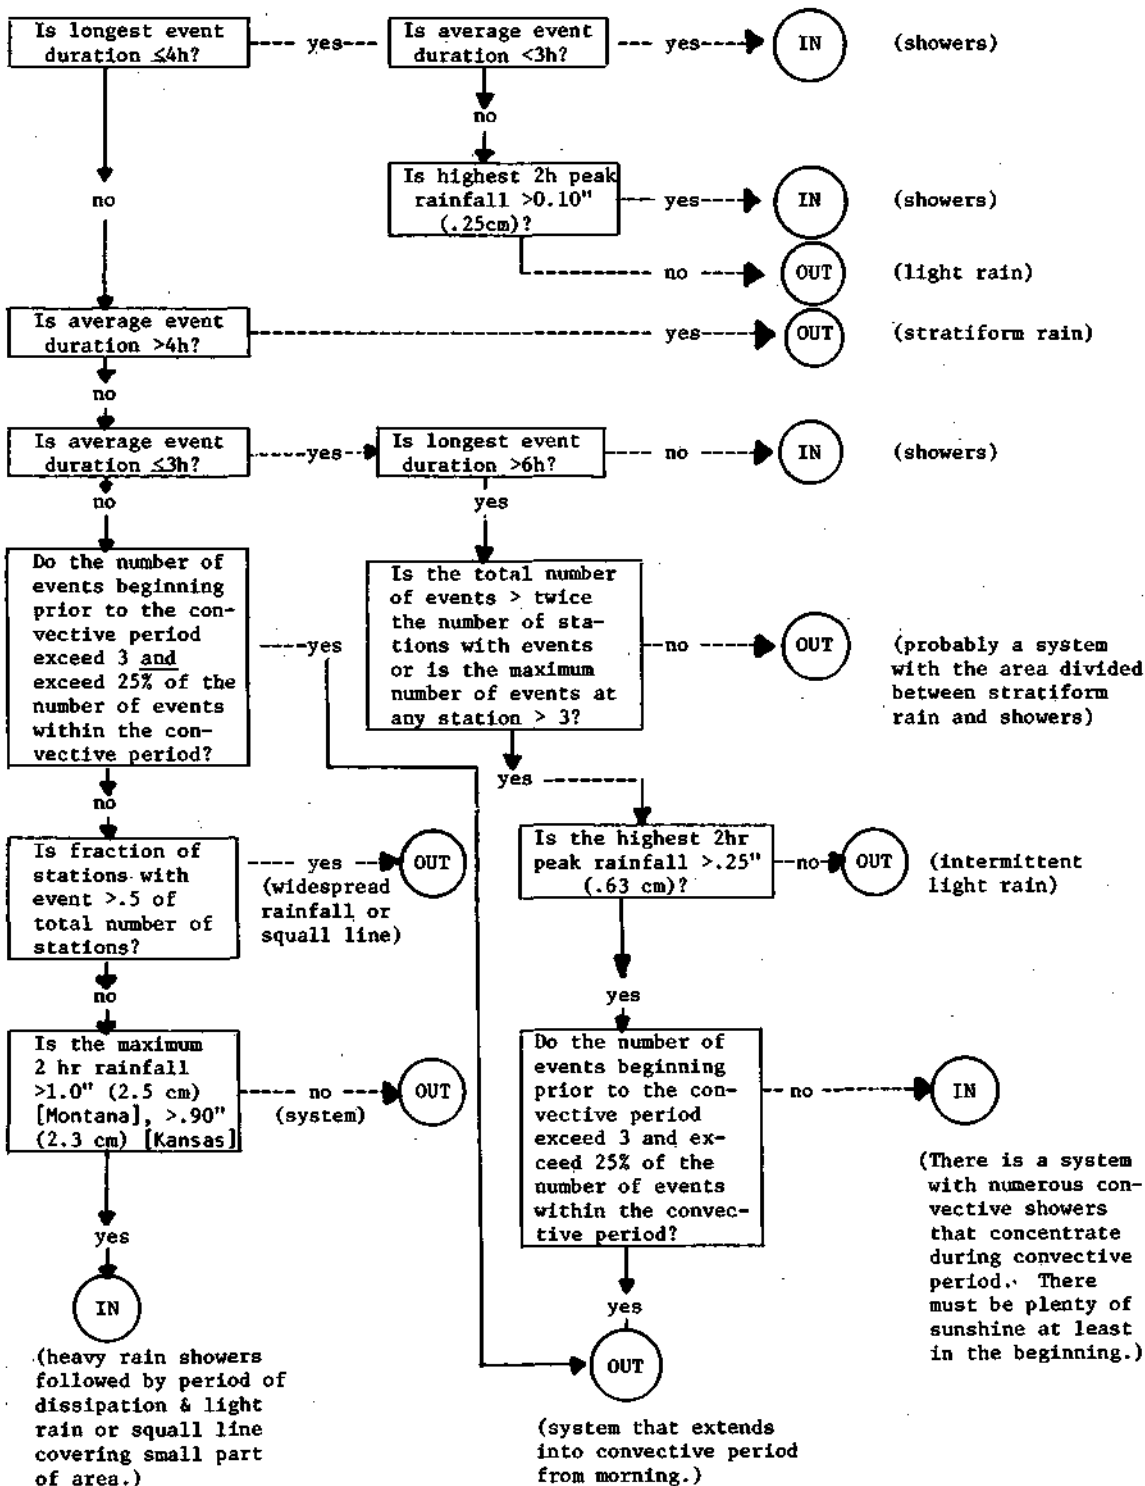 Is longest event
duration ≤4h?
yes
Is average event
duration <3h?
yes
IN
(showers)
no
no
Is highest 2h peak
rainfall >0.10"
(.25cm)?
yes
IN
(showers)
no
OUT
(light rain)
Is average event
duration >4h?
yes
OUT
(stratiform rain)
no
Is average event
duration ≤3h?
yes
Is longest event
duration >6h?
no
IN
(showers)
no
yes
Do the number of
events beginning
prior to the con-
vective period
exceed 3 and
exceed 25% of the
number of events
within the con-
vective period?
yes
Is the total number
of events > twice
the number of sta-
tions with events
or is the maximum
number of events at
any station > 3?
no
OUT
(probably a system
with the area divided
between stratiform
rain and showers)
no
yes
Is fraction of
stations with
event >.5 of
total number of
stations?
yes
(widespread
rainfall or
squall line)
OUT
Is the highest 2hr
peak rainfall >.25"
(.63 cm)?
no
OUT
(intermittent
light rain)
no
yes
Is the maximum
2 hr rainfall
>1.0" (2.5 cm)
[Montana], >.90"
(2.3 cm) [Kansas]
no
(system)
OUT
Do the number of
events beginning
prior to the con-
vective period
exceed 3 and ex-
ceed 25% of the
number of events
within the convec-
tive period?
no
IN
(There is a system
with numerous con-
vective showers
that concentrate
during convective
period. There
must be plenty of
sunshine at least
in the beginning.)
yes
IN
(heavy rain showers
followed by period of
dissipation & light
rain or squall line
covering small part
of area.)
yes
OUT
(system that extends
into convective period
from morning.)